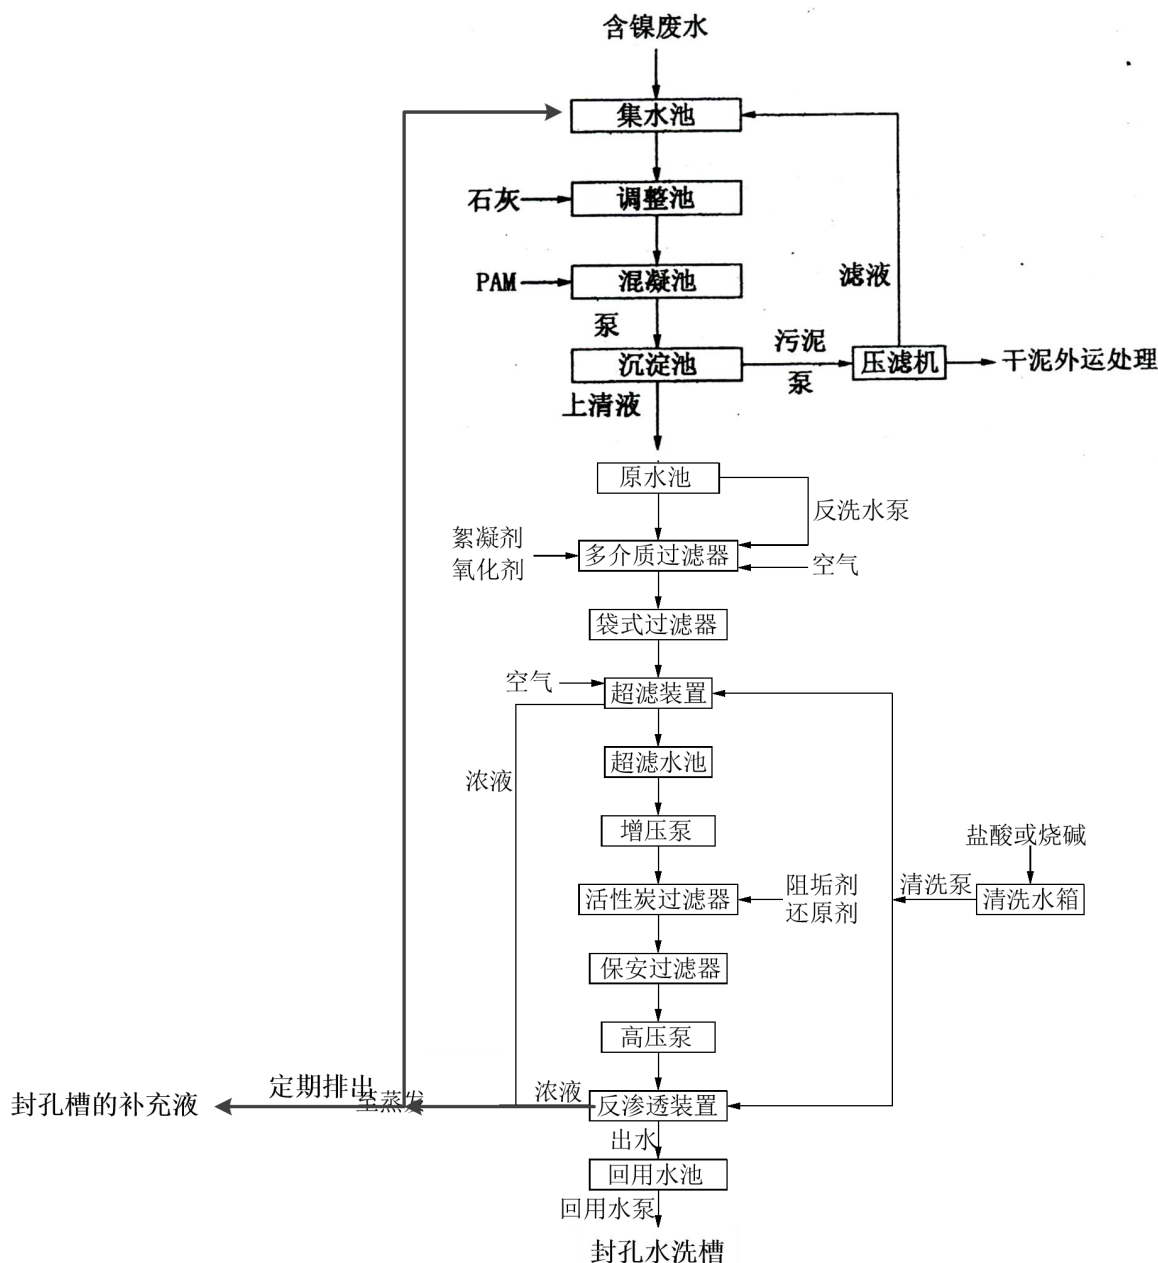 含镍废水
集水池
石灰
调整池
PAM
混凝池
滤液
泵
污泥
沉淀池
泵
压滤机
干泥外运处理
上清液
原水池
反洗水泵
絮凝剂
氧化剂
多介质过滤器
空气
袋式过滤器
空气
超滤装置
超滤水池
浓液
增压泵
盐酸或烧碱
活性炭过滤器
阻垢剂
还原剂
清洗泵
清洗水箱
保安过滤器
高压泵
定期排出
至蒸发
浓液
封孔槽的补充液
反渗透装置
出水
回用水池
回用水泵
封孔水洗槽